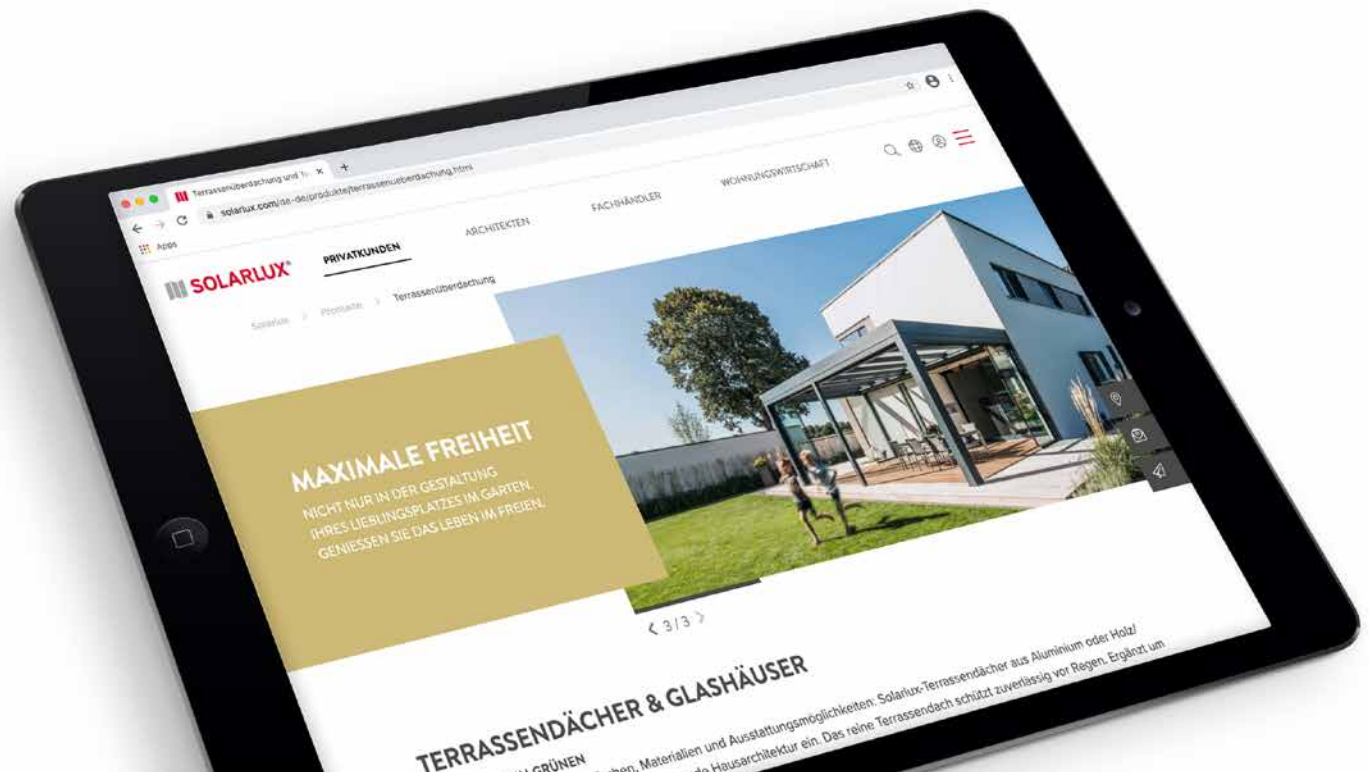 Terrassenüberdachung und Te
solarlux.com/de-de/produkte/terrassenueberdachung.html
Apps
SOLARLUX®
PRIVATKUNDEN
ARCHITEKTEN
FACHHÄNDLER
WOHNUNGSWIRTSCHAFT
Solarlux > Produkte > Terrassenüberdachung
MAXIMALE FREIHEIT
NICHT NUR IN DER GESTALTUNG
IHRES LIEBLINGSPLATZES IM GARTEN.
GENIESSEN SIE DAS LEBEN IM FREIEN.
3/3
TERRASSENDÄCHER & GLASHÄUSER
GRÜNEN
Materialien und Ausstattungsmöglichkeiten. Solarlux-Terrassendächer aus Aluminium oder Holz/
Hausarchitektur ein. Das reine Terrassendach schützt zuverlässig vor Regen. Ergänzt um